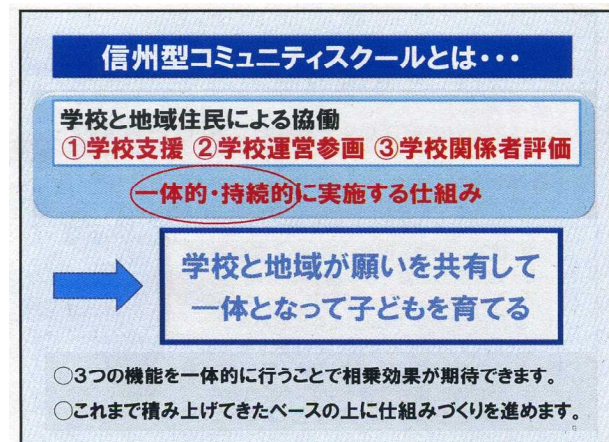 信州型コミュニティスクールとは・・・
学校と地域住民による協働
①学校支援 ②学校運営参画 ③学校関係者評価
一体的・持続的に実施する仕組み
学校と地域が願いを共有して
一体となって子どもを育てる
○3つの機能を一体的に行うことで相乗効果が期待できます。
○これまで積み上げてきたベースの上に仕組みづくりを進めます。